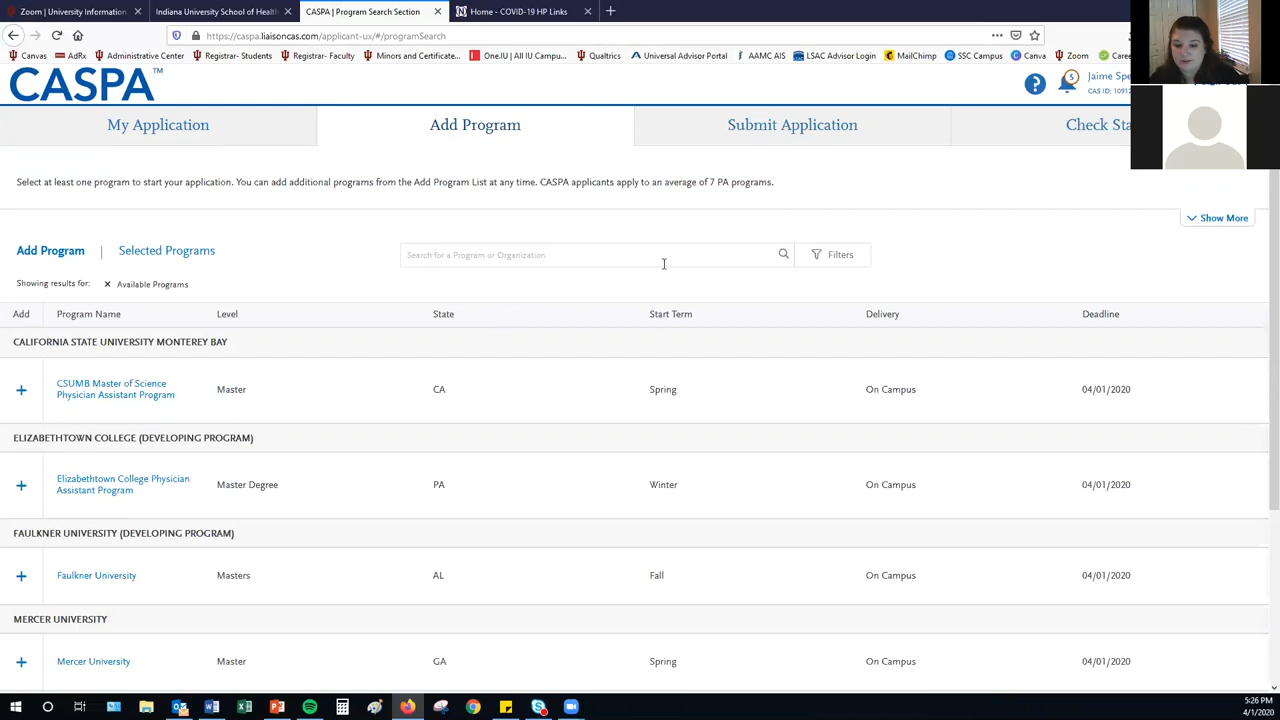 Zoom | University Information
Indiana University School of Health
CASPA | Program Search Section
Home - COVID-19 HP Links
https://caspa.liaisoncas.com/applicant-ux/#/programSearch
Canvas
AdRx
Administrative Center
Registrar- Students
Registrar- Faculty
Minors and Certificate...
One.IU | All IU Campu...
Qualtrics
Universal Advisor Portal
AAMC AIS
LSAC Advisor Login
MailChimp
SSC Campus
Canva
Zoom
Caree
CASPA™
5
Jaime Spe
CAS ID: 10912
My Application
Add Program
Submit Application
Check Sta
Select at least one program to start your application. You can add additional programs from the Add Program List at any time. CASPA applicants apply to an average of 7 PA programs.
Show More
Add Program | Selected Programs
Search for a Program or Organization
Filters
Showing results for: × Available Programs
Add Program Name Level State Start Term Delivery Deadline
CALIFORNIA STATE UNIVERSITY MONTEREY BAY
CSUMB Master of Science
Physician Assistant Program
Master CA Spring On Campus 04/01/2020
ELIZABETHTOWN COLLEGE (DEVELOPING PROGRAM)
Elizabethtown College Physician
Assistant Program
Master Degree PA Winter On Campus 04/01/2020
FAULKNER UNIVERSITY (DEVELOPING PROGRAM)
Faulkner University Masters AL Fall On Campus 04/01/2020
MERCER UNIVERSITY
Mercer University Master GA Spring On Campus 04/01/2020
5:26 PM
4/1/2020